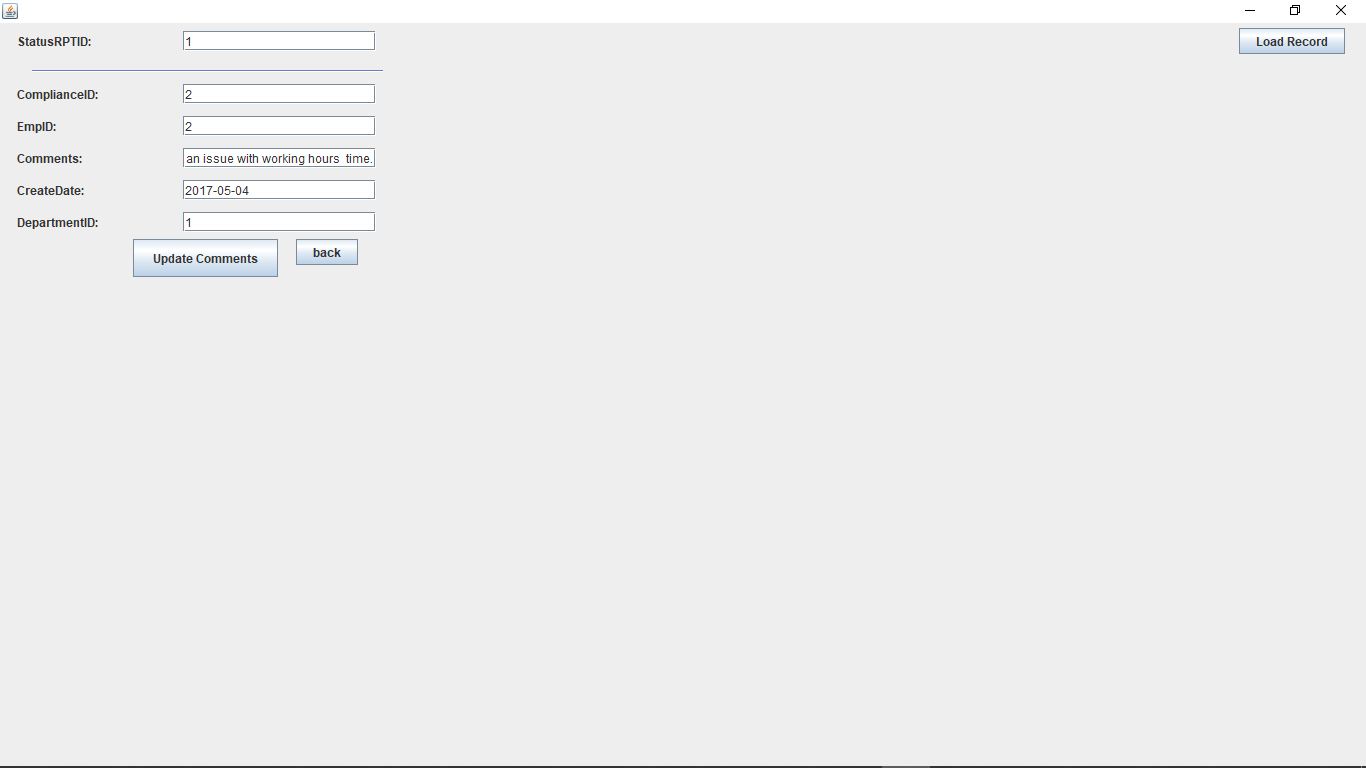 StatusRPTID: 1 Load Record
ComplianceID: 2
EmpID: 2
Comments: an issue with working hours  time.
CreateDate: 2017-05-04
DepartmentID: 1
Update Comments back